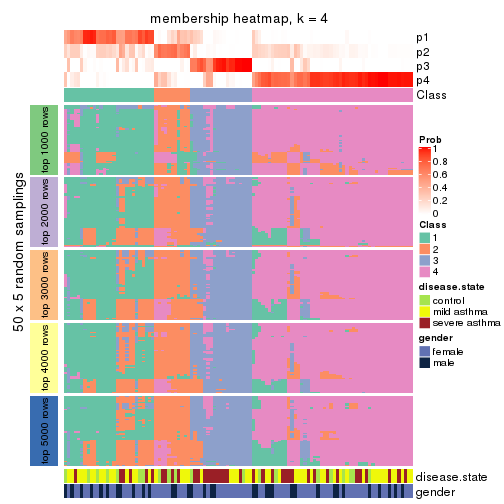 membership heatmap, k = 4
p1
p2
p3
p4
Class
50 x 5 random samplings
top 1000 rows
top 2000 rows
top 3000 rows
top 4000 rows
top 5000 rows
disease.state
gender
Prob
1
0.8
0.6
0.4
0.2
0
Class
1
2
3
4
disease.state
control
mild asthma
severe asthma
gender
female
male